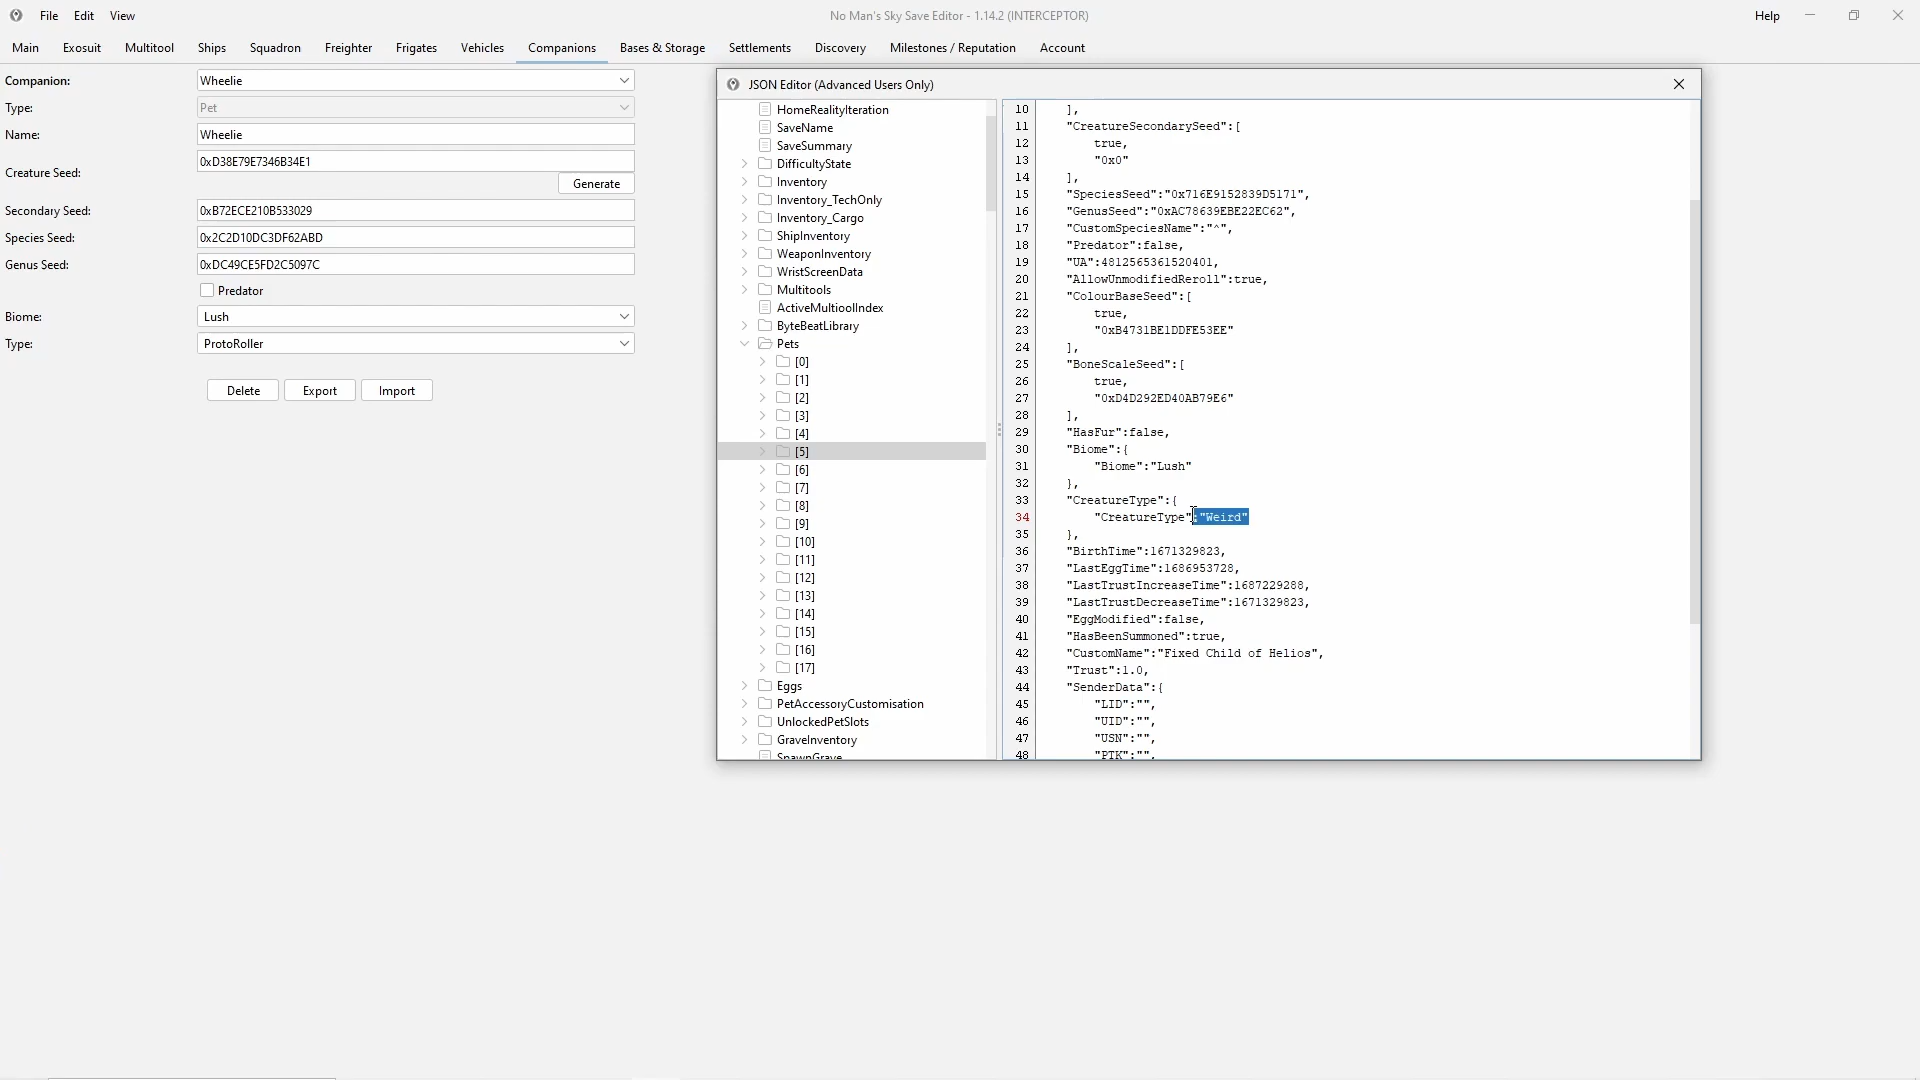 File Edit View
No Man's Sky Save Editor - 1.14.2 (INTERCEPTOR)
Help
Main Exosuit Multitool Ships Squadron Freighter Frigates Vehicles Companions Bases & Storage Settlements Discovery Milestones / Reputation Account
Companion: Wheelie
Type: Pet
Name: Wheelie
Creature Seed: 0xD38E79E7346B34E1
Generate
Secondary Seed: 0xB72ECE210B533029
Species Seed: 0x2C2D10DC3DF62ABD
Genus Seed: 0xDC49CE5FD2C5097C
Predator
Biome: Lush
Type: ProtoRoller
Delete Export Import
JSON Editor (Advanced Users Only)
HomeRealityIteration
SaveName
SaveSummary
DifficultyState
Inventory
Inventory_TechOnly
Inventory_Cargo
ShipInventory
WeaponInventory
WristScreenData
Multitools
ActiveMultioolIndex
ByteBeatLibrary
Pets
[0]
[1]
[2]
[3]
[4]
[5]
[6]
[7]
[8]
[9]
[10]
[11]
[12]
[13]
[14]
[15]
[16]
[17]
Eggs
PetAccessoryCustomisation
UnlockedPetSlots
GraveInventory
SpawnGrave
10 ],
11 "CreatureSecondarySeed":[
12 true,
13 "0x0"
14 ],
15 "SpeciesSeed":"0x716E9152839D5171",
16 "GenusSeed":"0xAC78639EBE22EC62",
17 "CustomSpeciesName":"^",
18 "Predator":false,
19 "UA":4812565361520401,
20 "AllowUnmodifiedReroll":true,
21 "ColourBaseSeed":[
22 true,
23 "0xB4731BE1DDFE53EE"
24 ],
25 "BoneScaleSeed":[
26 true,
27 "0xD4D292ED40AB79E6"
28 ],
29 "HasFur":false,
30 "Biome":{
31 "Biome":"Lush"
32 },
33 "CreatureType":{
34 "CreatureType":"Weird"
35 },
36 "BirthTime":1671329823,
37 "LastEggTime":1686953728,
38 "LastTrustIncreaseTime":1687229288,
39 "LastTrustDecreaseTime":1671329823,
40 "EggModified":false,
41 "HasBeenSummoned":true,
42 "CustomName":"Fixed Child of Helios",
43 "Trust":1.0,
44 "SenderData":{
45 "LID":"",
46 "UID":"",
47 "USN":"",
48 "PTK":"",